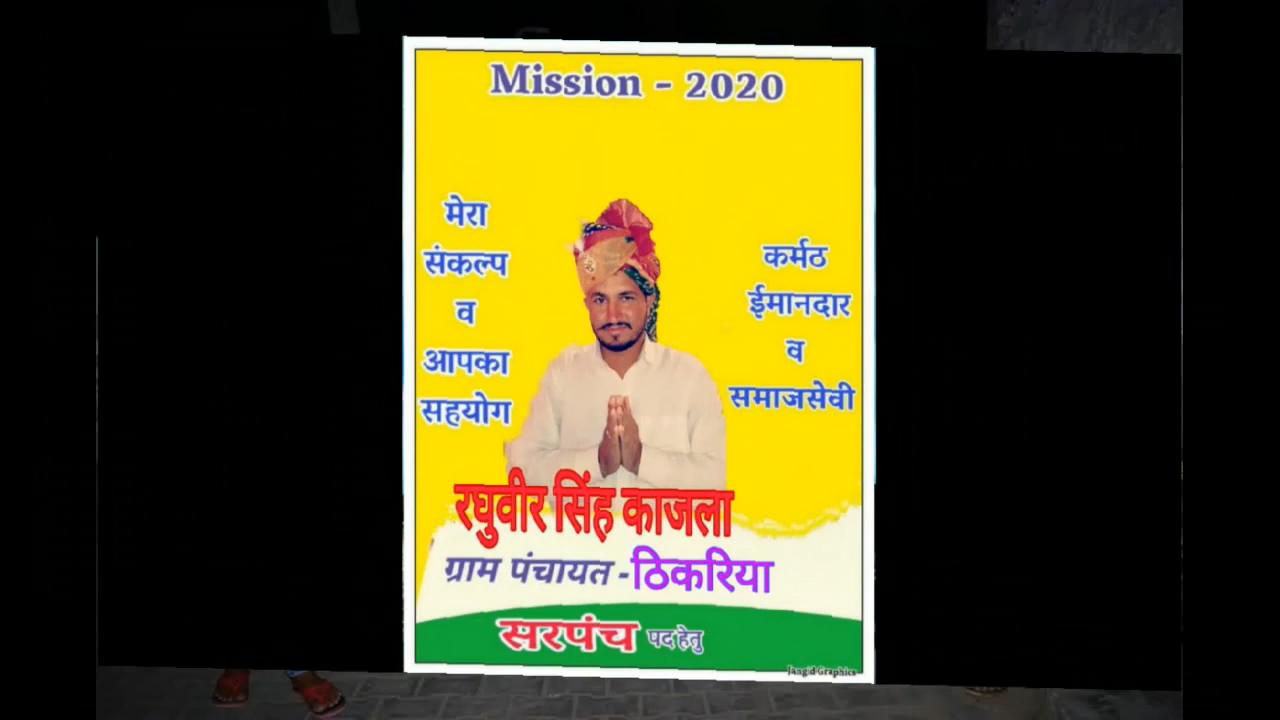 Mission - 2020
मेरा
संकल्प
व
आपका
सहयोग
कर्मठ
ईमानदार
व
समाजसेवी
रघुवीर सिंह काजला
ग्राम पंचायत - ठिकरिया
सरपंच पद हेतु
Jangid Graphics